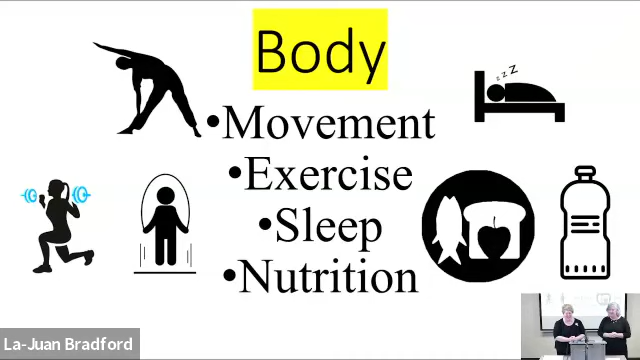 Body
•Movement
•Exercise
•Sleep
•Nutrition
z z Z
La-Juan Bradford